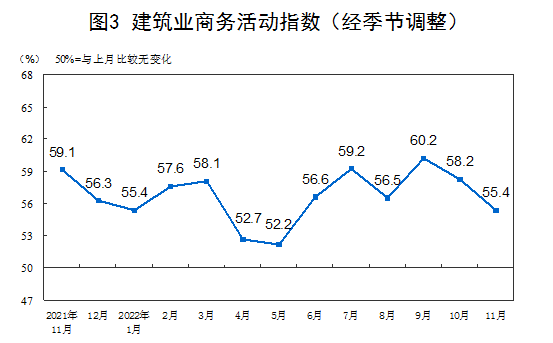 图3 建筑业商务活动指数（经季节调整）
（%） 50%=与上月比较无变化
68
65
62
59
56
53
50
47
59.1
56.3
55.4
57.6
58.1
52.7
52.2
56.6
59.2
56.5
60.2
58.2
55.4
2021年
11月
12月
2022年
1月
2月
3月
4月
5月
6月
7月
8月
9月
10月
11月